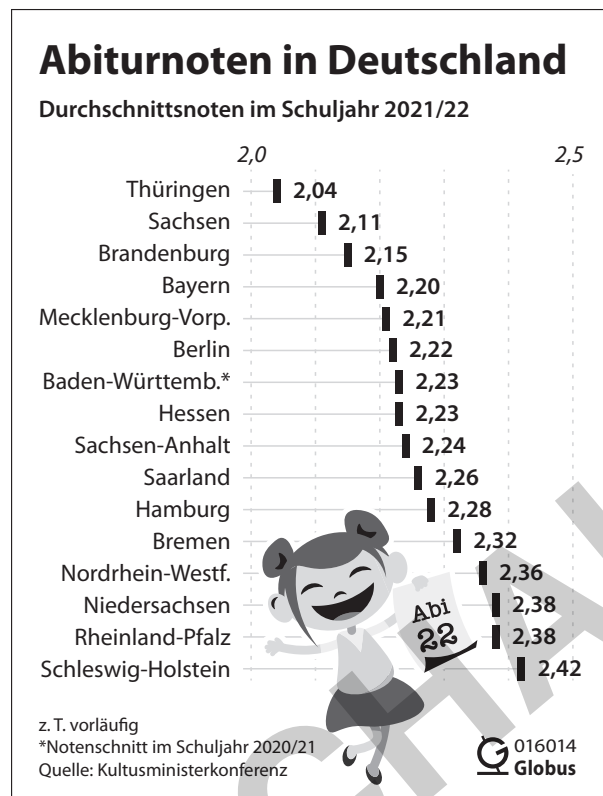 Abiturnoten in Deutschland
Durchschnittsnoten im Schuljahr 2021/22
2,0 2,5
Thüringen 2,04
Sachsen 2,11
Brandenburg 2,15
Bayern 2,20
Mecklenburg-Vorp. 2,21
Berlin 2,22
Baden-Württemb.* 2,23
Hessen 2,23
Sachsen-Anhalt 2,24
Saarland 2,26
Hamburg 2,28
Bremen 2,32
Nordrhein-Westf. 2,36
Niedersachsen 2,38
Rheinland-Pfalz 2,38
Schleswig-Holstein 2,42
Abi
22
z. T. vorläufig
*Notenschnitt im Schuljahr 2020/21
Quelle: Kultusministerkonferenz
016014
Globus